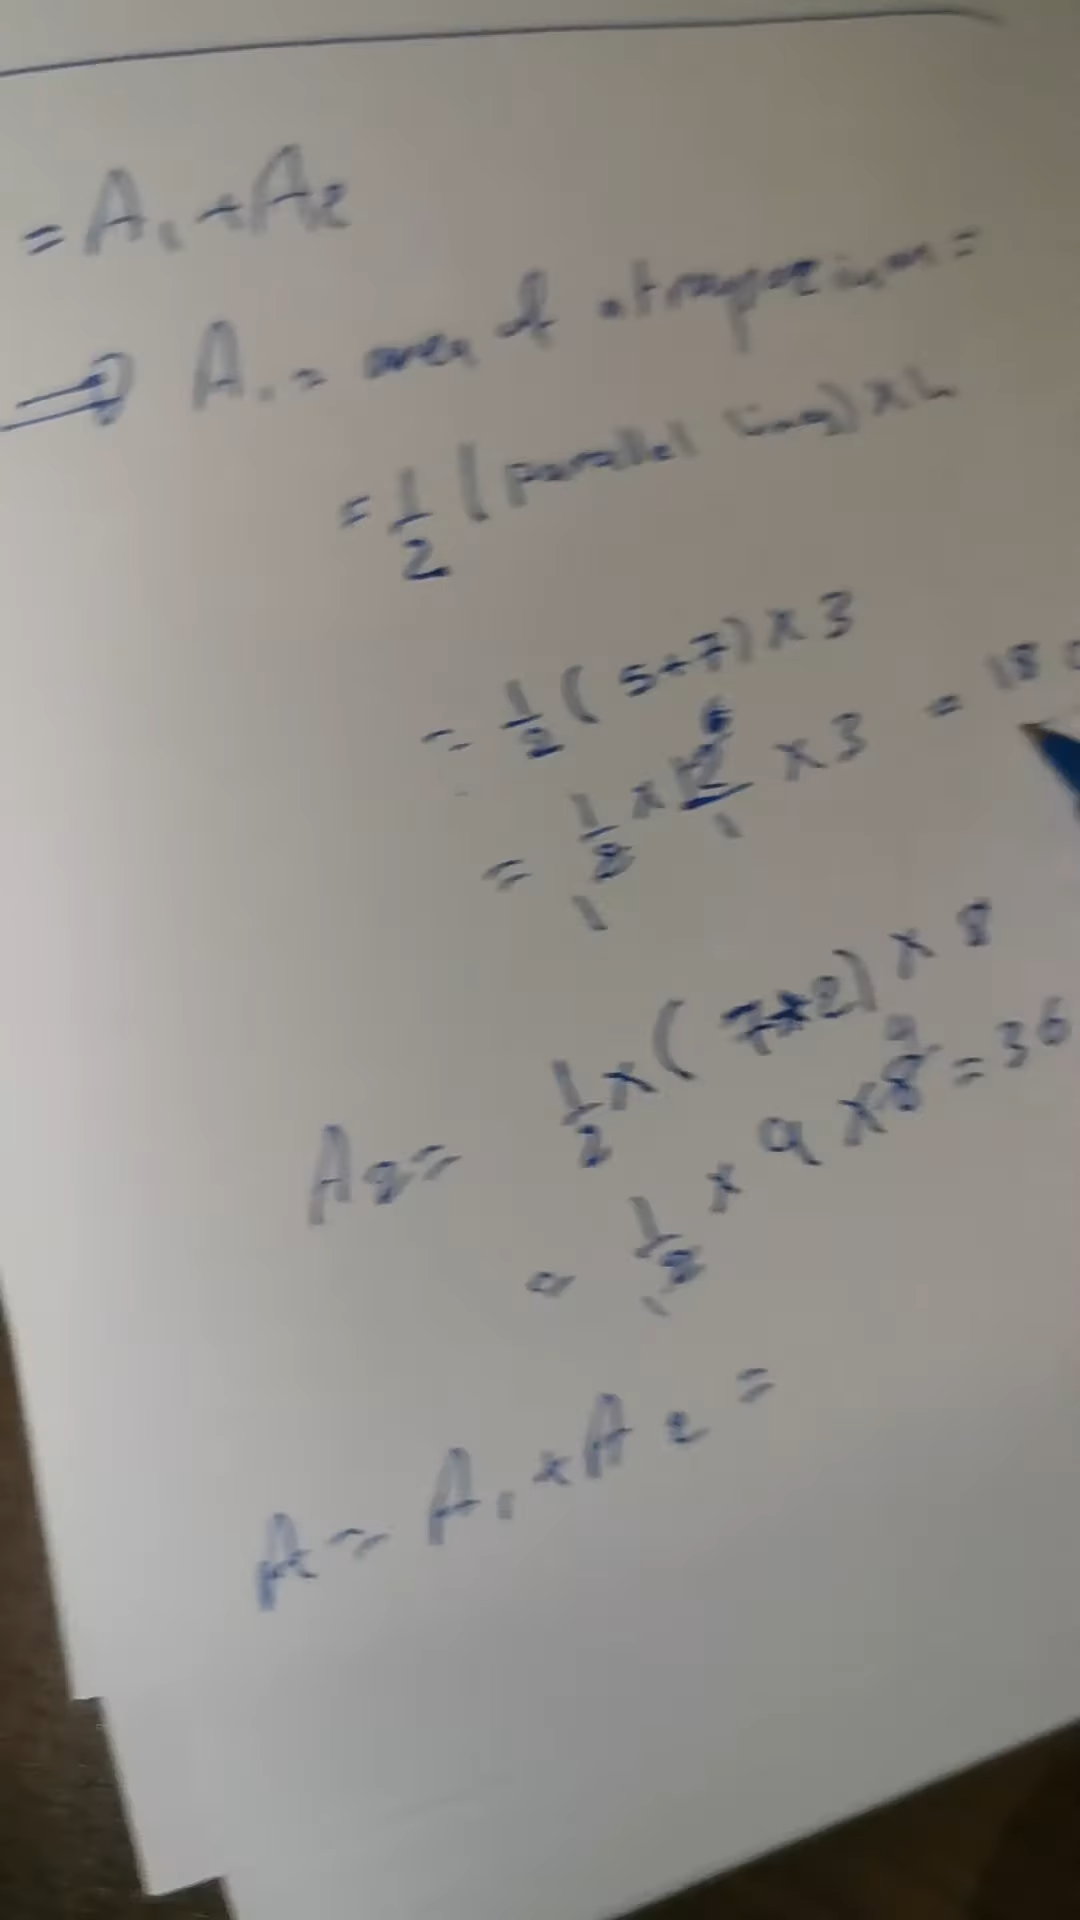 = A₁ + A₂
⇒ A₁ = area of a trapezium =
= 1/2 (parallel lines) × h
= 1/2 (5+7) × 3
= 1/2 × 12/1 × 3 = 18
A₂ = 1/2 × (7+2) × 8
= 1/2 × 9 × 8 = 36
A = A₁ + A₂ =